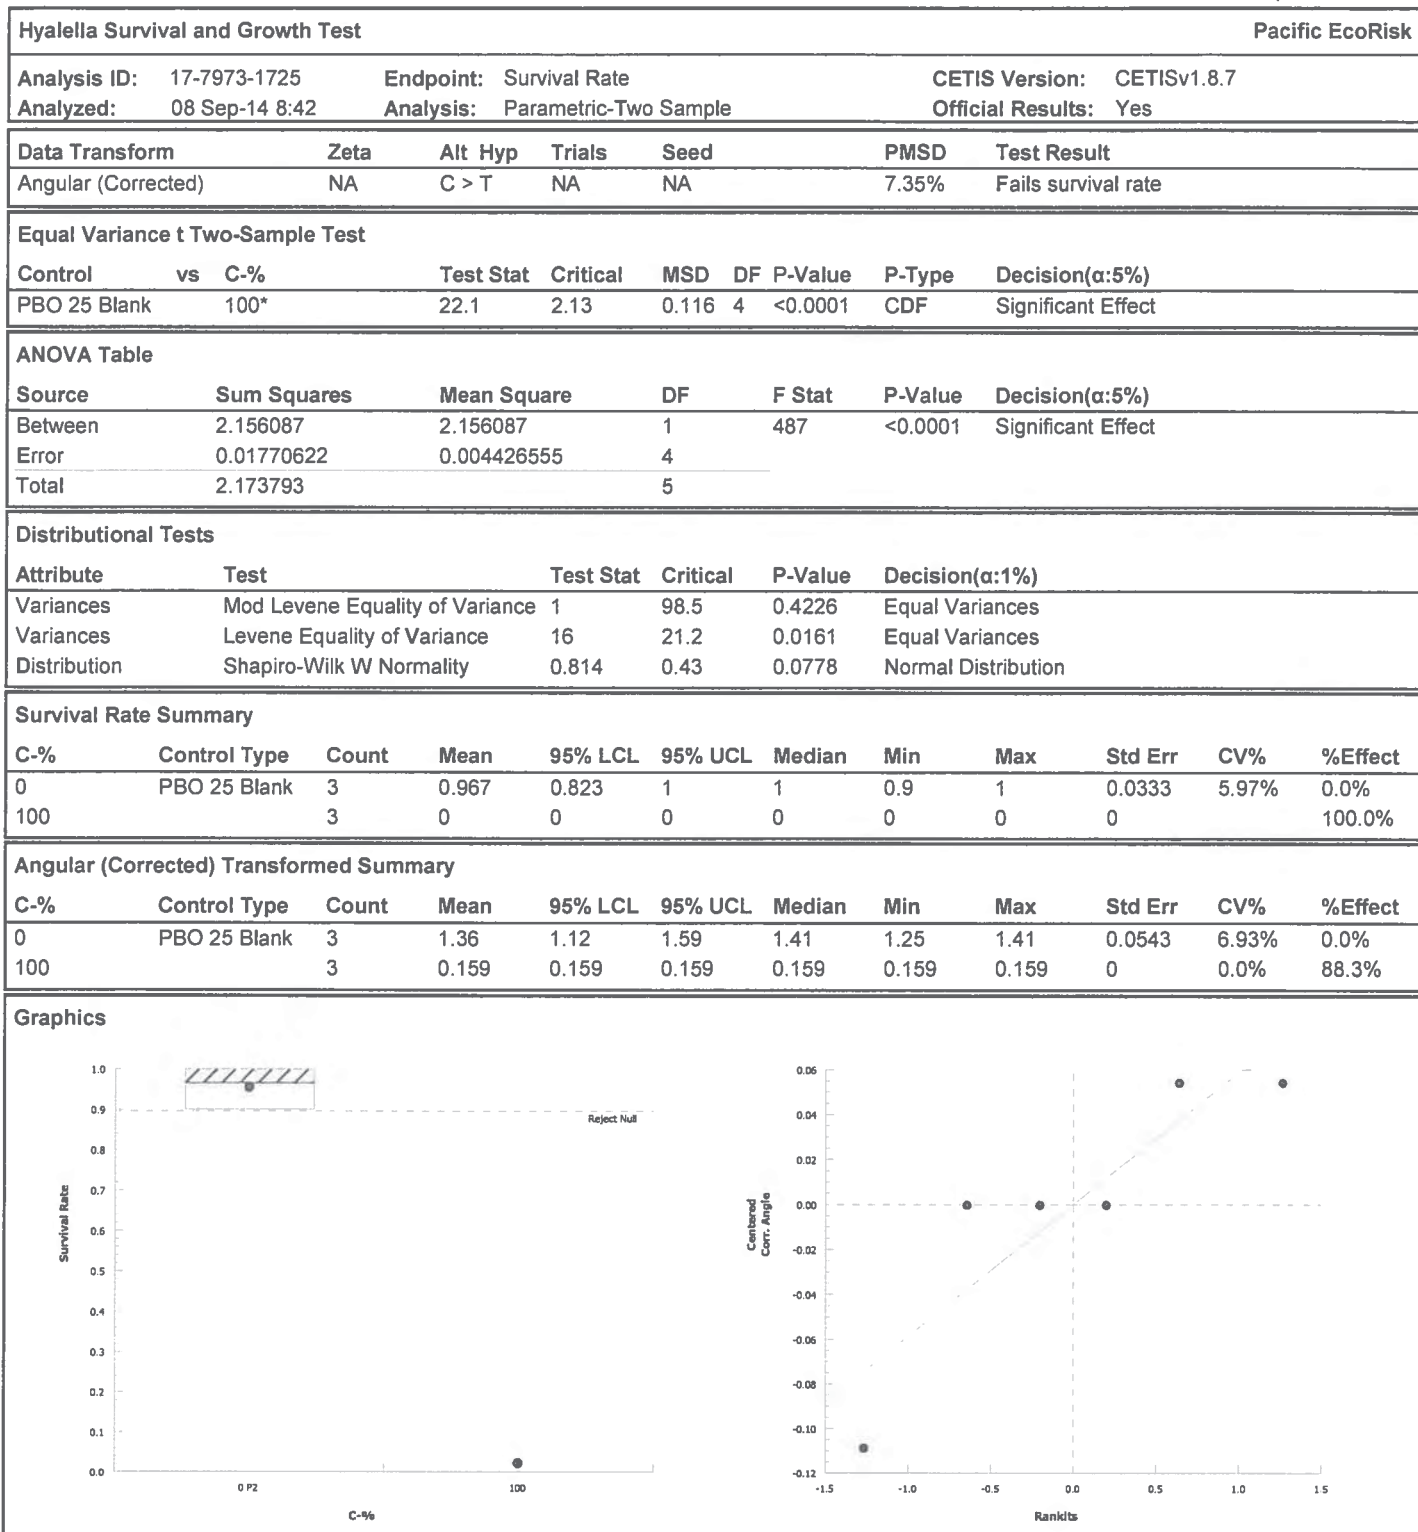 Hyalella Survival and Growth Test Pacific EcoRisk
Analysis ID: 17-7973-1725 Endpoint: Survival Rate CETIS Version: CETISv1.8.7
Analyzed: 08 Sep-14 8:42 Analysis: Parametric-Two Sample Official Results: Yes
Data Transform Zeta Alt Hyp Trials Seed PMSD Test Result
Angular (Corrected) NA C > T NA NA 7.35% Fails survival rate
Equal Variance t Two-Sample Test
Control vs C-% Test Stat Critical MSD DF P-Value P-Type Decision(α:5%)
PBO 25 Blank 100* 22.1 2.13 0.116 4 <0.0001 CDF Significant Effect
ANOVA Table
Source Sum Squares Mean Square DF F Stat P-Value Decision(α:5%)
Between 2.156087 2.156087 1 487 <0.0001 Significant Effect
Error 0.01770622 0.004426555 4
Total 2.173793 5
Distributional Tests
Attribute Test Test Stat Critical P-Value Decision(α:1%)
Variances Mod Levene Equality of Variance 1 98.5 0.4226 Equal Variances
Variances Levene Equality of Variance 16 21.2 0.0161 Equal Variances
Distribution Shapiro-Wilk W Normality 0.814 0.43 0.0778 Normal Distribution
Survival Rate Summary
C-% Control Type Count Mean 95% LCL 95% UCL Median Min Max Std Err CV% %Effect
0 PBO 25 Blank 3 0.967 0.823 1 1 0.9 1 0.0333 5.97% 0.0%
100 3 0 0 0 0 0 0 0 100.0%
Angular (Corrected) Transformed Summary
C-% Control Type Count Mean 95% LCL 95% UCL Median Min Max Std Err CV% %Effect
0 PBO 25 Blank 3 1.36 1.12 1.59 1.41 1.25 1.41 0.0543 6.93% 0.0%
100 3 0.159 0.159 0.159 0.159 0.159 0.159 0 0.0% 88.3%
Graphics
1.0
0.9
0.8
0.7
0.6
0.5
0.4
0.3
0.2
0.1
0.0
Survival Rate
Reject Null
0 P2 100
C-%
0.06
0.04
0.02
0.00
-0.02
-0.04
-0.06
-0.08
-0.10
-0.12
Centered
Corr. Angle
-1.5 -1.0 -0.5 0.0 0.5 1.0 1.5
Rankits